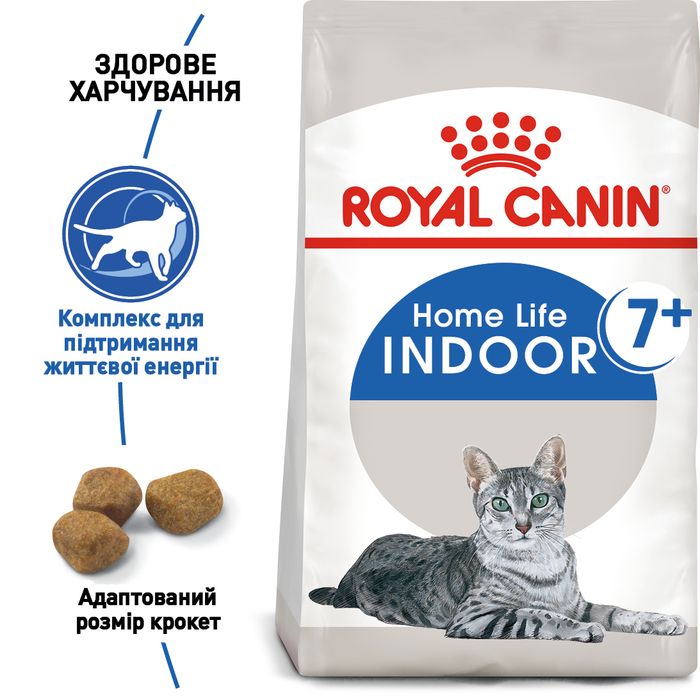 ЗДОРОВЕ
ХАРЧУВАННЯ
Комплекс для
підтримання
життєвої енергії
Адаптований
розмір крокет
ROYAL CANIN®
Home Life
INDOOR
7+